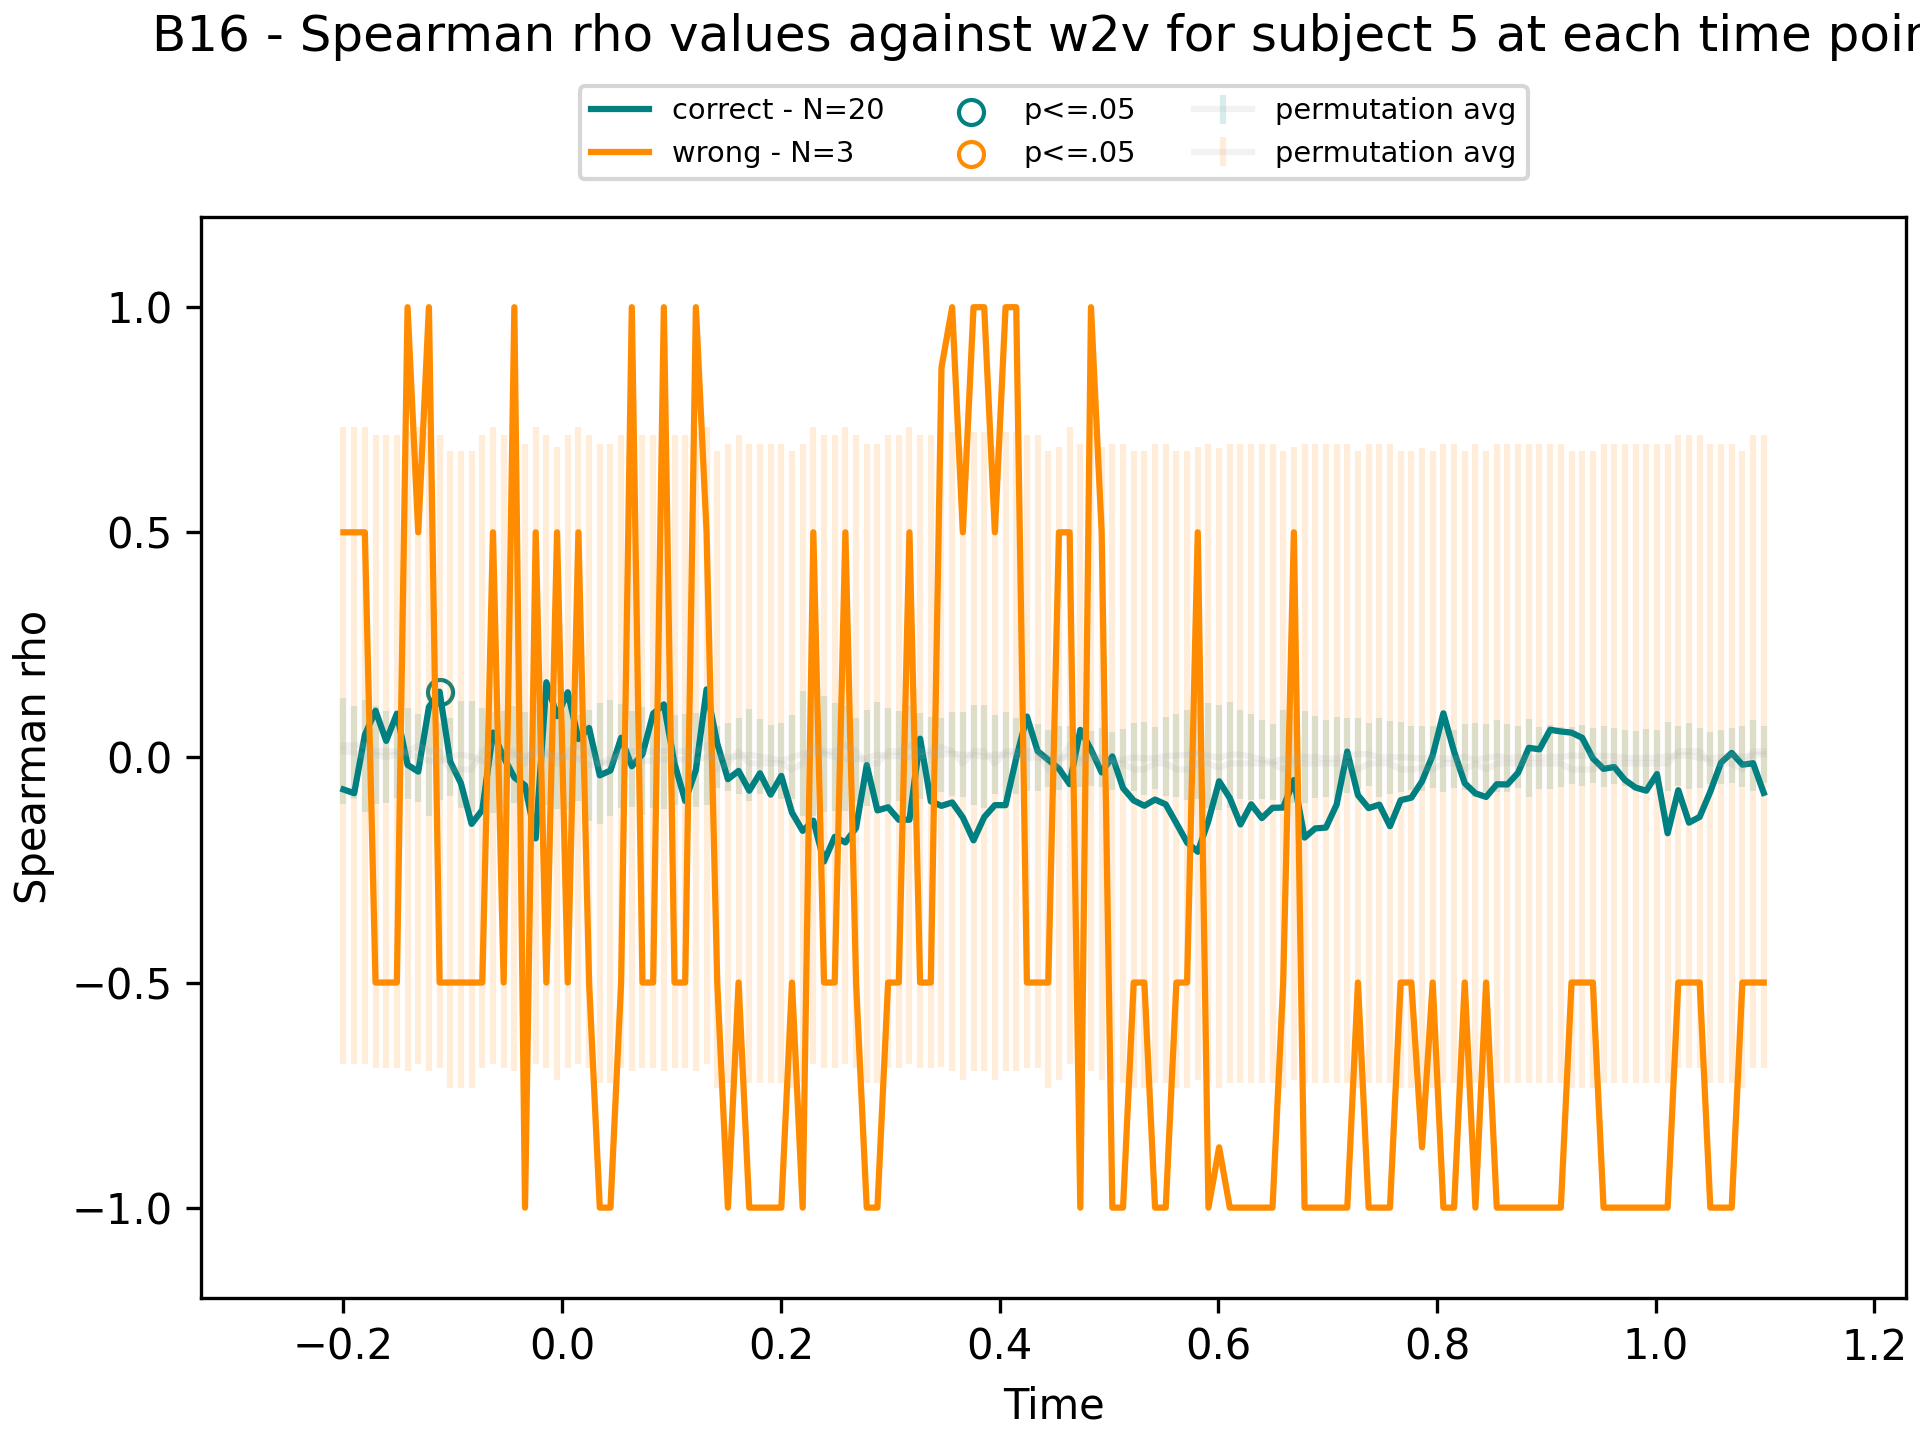 B16 - Spearman rho values against w2v for subject 5 at each time
correct - N=20 p<=.05 permutation avg
wrong - N=3 p<=.05 permutation avg
Spearman rho
1.0
0.5
0.0
−0.5
−1.0
−0.2 0.0 0.2 0.4 0.6 0.8 1.0 1.2
Time